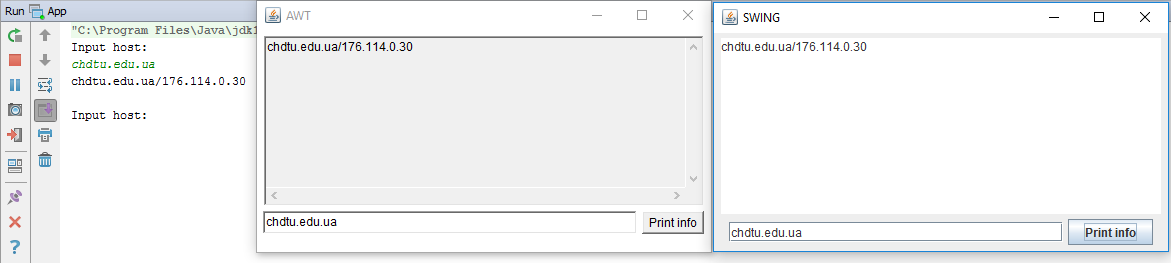 Run App
"C:\Program Files\Java\jdk1
Input host:
chdtu.edu.ua
chdtu.edu.ua/176.114.0.30
Input host:
AWT
chdtu.edu.ua/176.114.0.30
chdtu.edu.ua
Print info
SWING
chdtu.edu.ua/176.114.0.30
chdtu.edu.ua
Print info